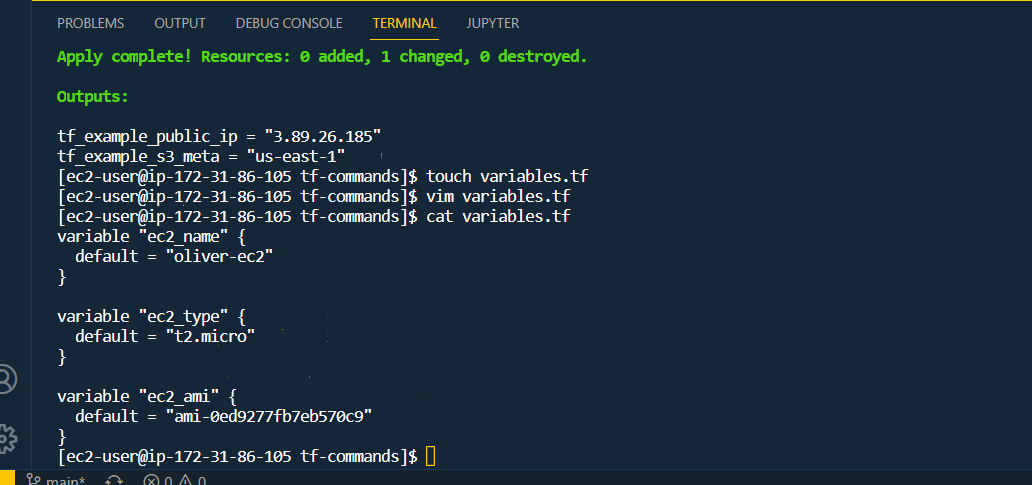 PROBLEMS OUTPUT DEBUG CONSOLE TERMINAL JUPYTER
Apply complete! Resources: 0 added, 1 changed, 0 destroyed.
Outputs:
tf_example_public_ip = "3.89.26.185"
tf_example_s3_meta = "us-east-1"
[ec2-user@ip-172-31-86-105 tf-commands]$ touch variables.tf
[ec2-user@ip-172-31-86-105 tf-commands]$ vim variables.tf
[ec2-user@ip-172-31-86-105 tf-commands]$ cat variables.tf
variable "ec2_name" {
  default = "oliver-ec2"
}
variable "ec2_type" {
  default = "t2.micro"
}
variable "ec2_ami" {
  default = "ami-0ed9277fb7eb570c9"
}
[ec2-user@ip-172-31-86-105 tf-commands]$
main* 0 0